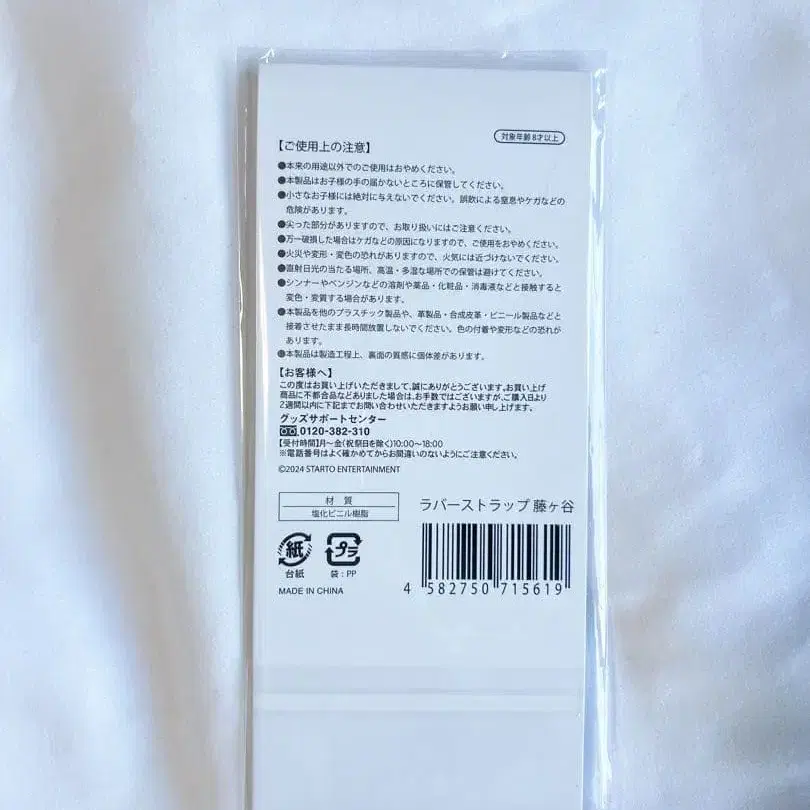 対象年齢8才以上
【ご使用上の注意】
●本来の用途以外でのご使用はおやめください。
●本製品はお子様の手の届かないところに保管してください。
●小さなお子様には絶対に与えないでください。誤飲による窒息やケガなどの
危険があります。
●尖った部分がありますので、お取り扱いにはご注意ください。
●万一破損した場合はケガなどの原因になりますので、ご使用をおやめください。
●火災や変形・変色の恐れがありますので、火気には近づけないでください。
●直射日光の当たる場所、高温・多湿な場所での保管は避けてください。
●シンナーやベンジンなどの溶剤や薬品・化粧品・消毒液などと接触すると
変色・変質する場合があります。
●本製品を他のプラスチック製品や、革製品・合成皮革・ビニール製品などと
接着させたまま長時間放置しないでください。色の付着や変形などの恐れが
あります。
●本製品は製造工程上、裏面の質感に個体差があります。
【お客様へ】
この度はお買い上げいただきまして、誠にありがとうございます。お買い上げ
商品に不都合品などありました場合は、お手数ではございますが、ご購入日より
2週間以内に下記までお問い合わせいただきますようお願い申し上げます。
グッズサポートセンター
0120-382-310
【受付時間】月〜金(祝祭日を除く)10:00〜18:00
※電話番号はよく確かめてからお間違いのないようにご注意ください。
©2024 STARTO ENTERTAINMENT
材 質
塩化ビニル樹脂
ラバーストラップ 藤ヶ谷
紙
台紙
プラ
袋：PP
MADE IN CHINA
4 582750 715619